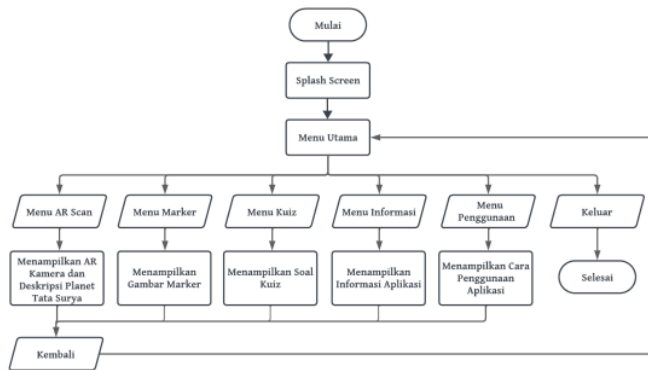 Mulai
Splash Screen
Menu Utama
Menu AR Scan
Menu Marker
Menu Kuiz
Menu Informasi
Menu
Penggunaan
Keluar
Menampilkan AR
Kamera dan
Deskripsi Planet
Tata Surya
Menampilkan
Gambar Marker
Menampilkan Soal
Kuiz
Menampilkan
Informasi Aplikasi
Menampilkan Cara
Penggunaan
Aplikasi
Selesai
Kembali